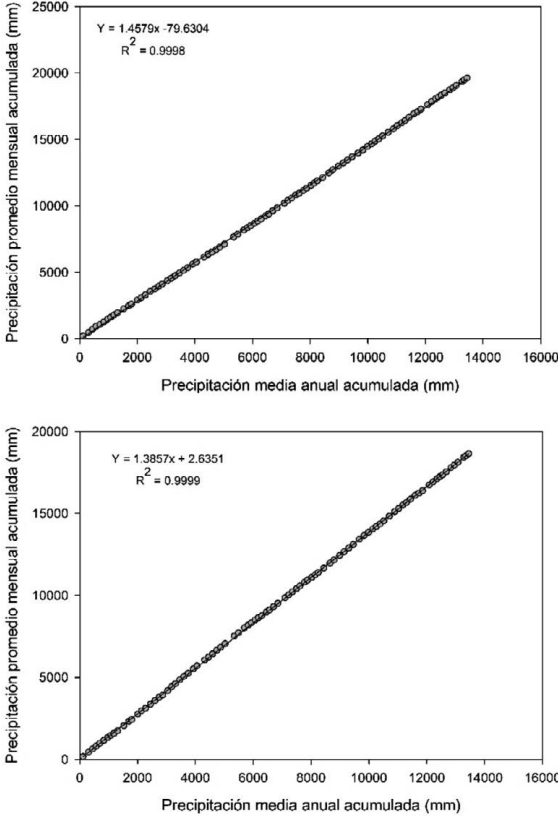 25000
Y = 1.4579x -79.6304
R2 = 0.9998
20000
15000
10000
5000
0
0 2000 4000 6000 8000 10000 12000 14000 16000
Precipitación promedio mensual acumulada (mm)
Precipitación media anual acumulada (mm)
20000
Y = 1.3857x + 2.6351
R2 = 0.9999
15000
10000
5000
0
0 2000 4000 6000 8000 10000 12000 14000 16000
Precipitación promedio mensual acumulada (mm)
Precipitación media anual acumulada (mm)